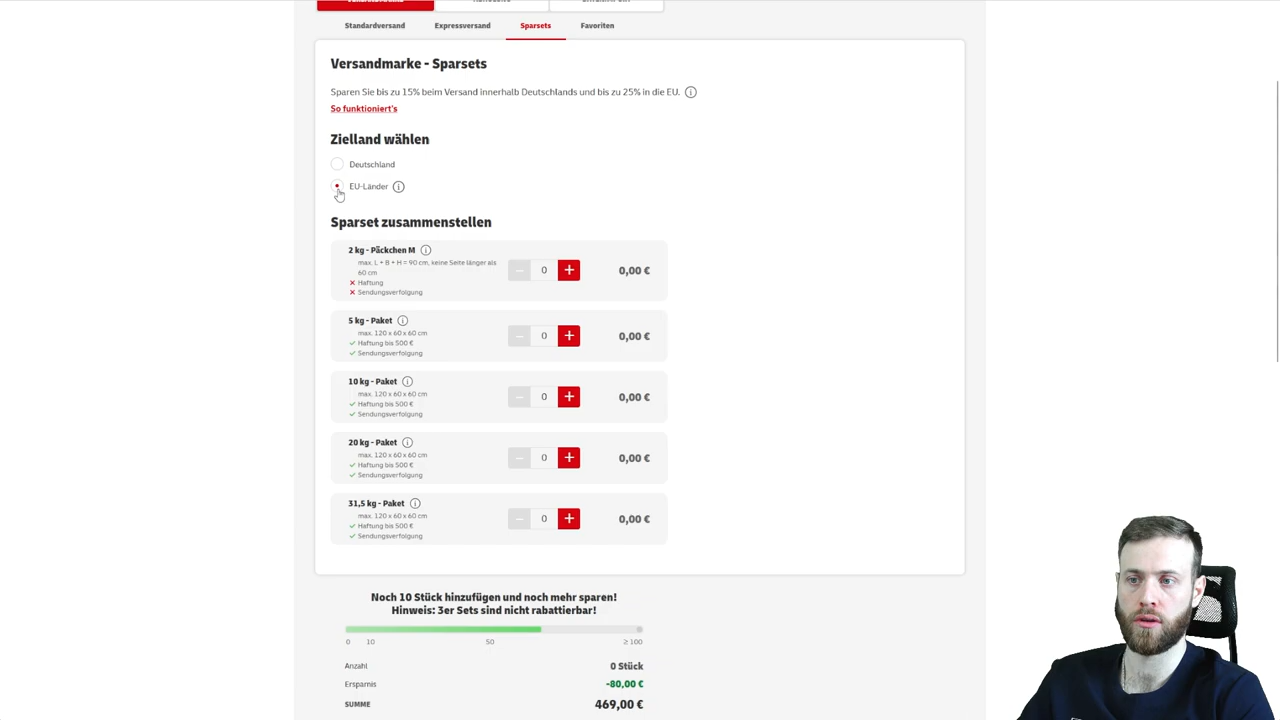 Standardversand Expressversand Sparsets Favoriten
Versandmarke - Sparsets
Sparen Sie bis zu 15% beim Versand innerhalb Deutschlands und bis zu 25% in die EU.
So funktioniert's
Zielland wählen
Deutschland
EU-Länder
Sparset zusammenstellen
2 kg - Päckchen M
max. L + B + H = 90 cm, keine Seite länger als
60 cm
Haftung
Sendungsverfolgung
0 0,00 €
5 kg - Paket
max. 120 x 60 x 60 cm
Haftung bis 500 €
Sendungsverfolgung
0 0,00 €
10 kg - Paket
max. 120 x 60 x 60 cm
Haftung bis 500 €
Sendungsverfolgung
0 0,00 €
20 kg - Paket
max. 120 x 60 x 60 cm
Haftung bis 500 €
Sendungsverfolgung
0 0,00 €
31,5 kg - Paket
max. 120 x 60 x 60 cm
Haftung bis 500 €
Sendungsverfolgung
0 0,00 €
Noch 10 Stück hinzufügen und noch mehr sparen!
Hinweis: 3er Sets sind nicht rabattierbar!
0 10 50 ≥ 100
Anzahl 0 Stück
Ersparnis -80,00 €
SUMME 469,00 €